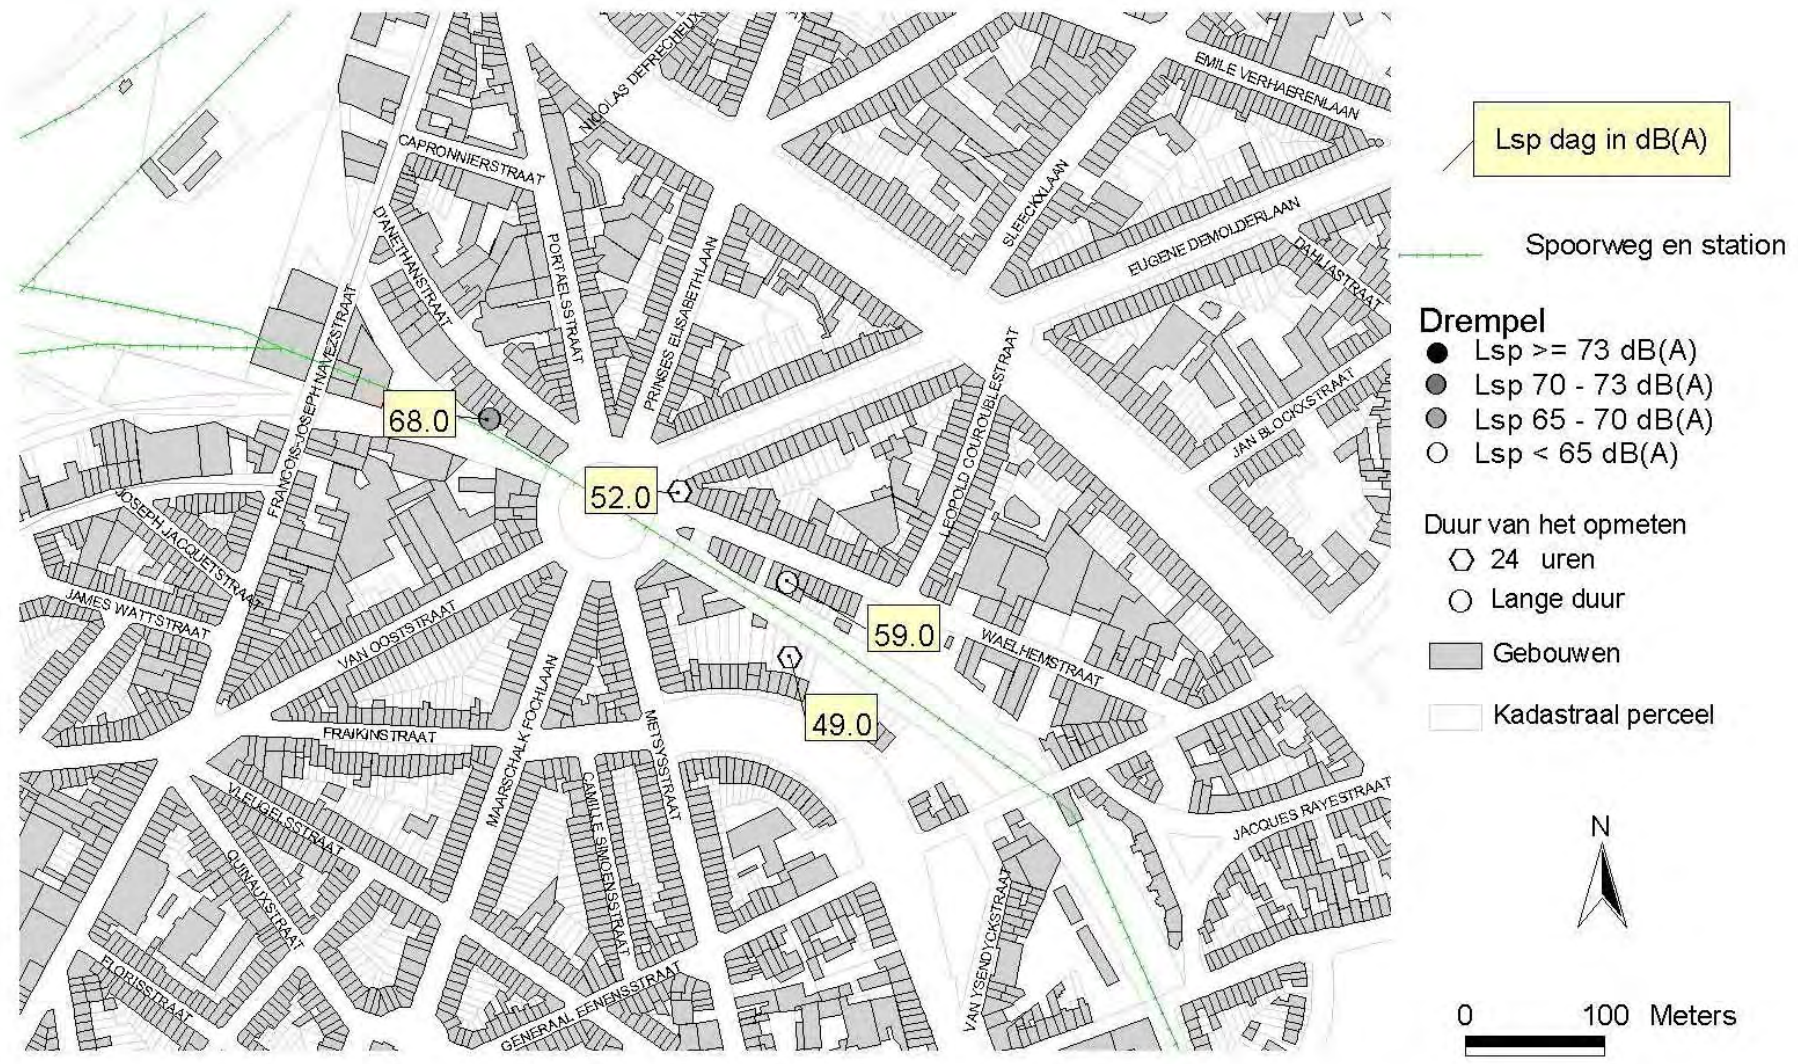 NICOLAS DEFRECHEUX
EMILE VERHAERENLAAN
CAPRONNIERSTRAAT
SLEECKXLAAN
EUGENE DEMOLDERLAAN
DAHLIASTRAAT
D'ANETHANSTRAAT
PORTAELSSTRAAT
PRINSES ELISABETHLAAN
FRANCOIS-JOSEPH NAVEZSTRAAT
LEOPOLD COUROUBLESTRAAT
JAN BLOCKXSTRAAT
68.0
52.0
59.0
49.0
JOSEPH JACQUETSTRAAT
JAMES WATTSTRAAT
VAN OOSTSTRAAT
WAELHEMSTRAAT
FRAIKINSTRAAT
MAARSCHALK FOCHLAAN
METSYSSTRAAT
CAMILLE SIMOENSSTRAAT
VLEUGELSSTRAAT
QUINAUXSTRAAT
FLORISSTRAAT
GENERAAL EENENSSTRAAT
VAN YSENDYCKSTRAAT
JACQUES RAYESTRAAT
Lsp dag in dB(A)
Spoorweg en station
Drempel
Lsp >= 73 dB(A)
Lsp 70 - 73 dB(A)
Lsp 65 - 70 dB(A)
Lsp < 65 dB(A)
Duur van het opmeten
24 uren
Lange duur
Gebouwen
Kadastraal perceel
N
0 100 Meters